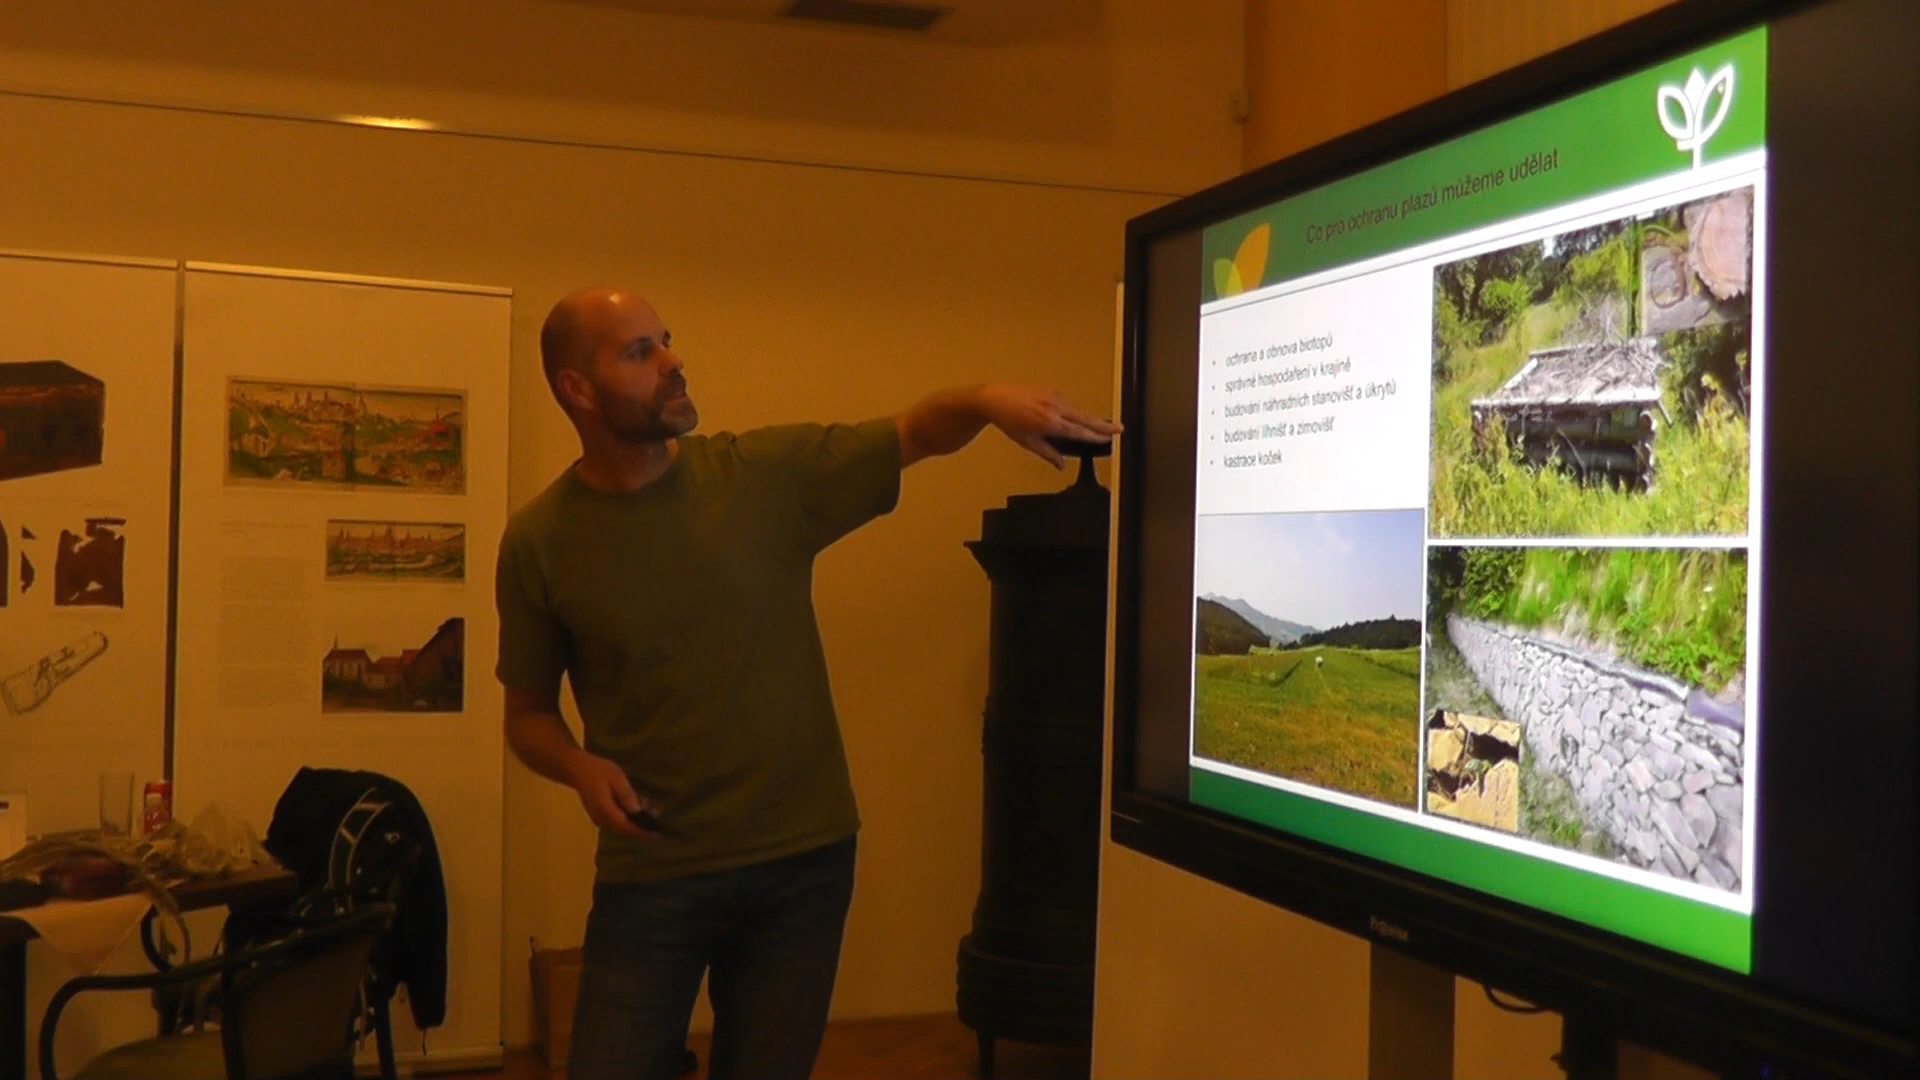 Co pro ochranu plazů můžeme udělat
• ochrana a obnova biotopů
• správné hospodaření v krajině
• budování náhradních stanovišť a úkrytů
• budování líhnišť a zimovišť
• kastrace koček